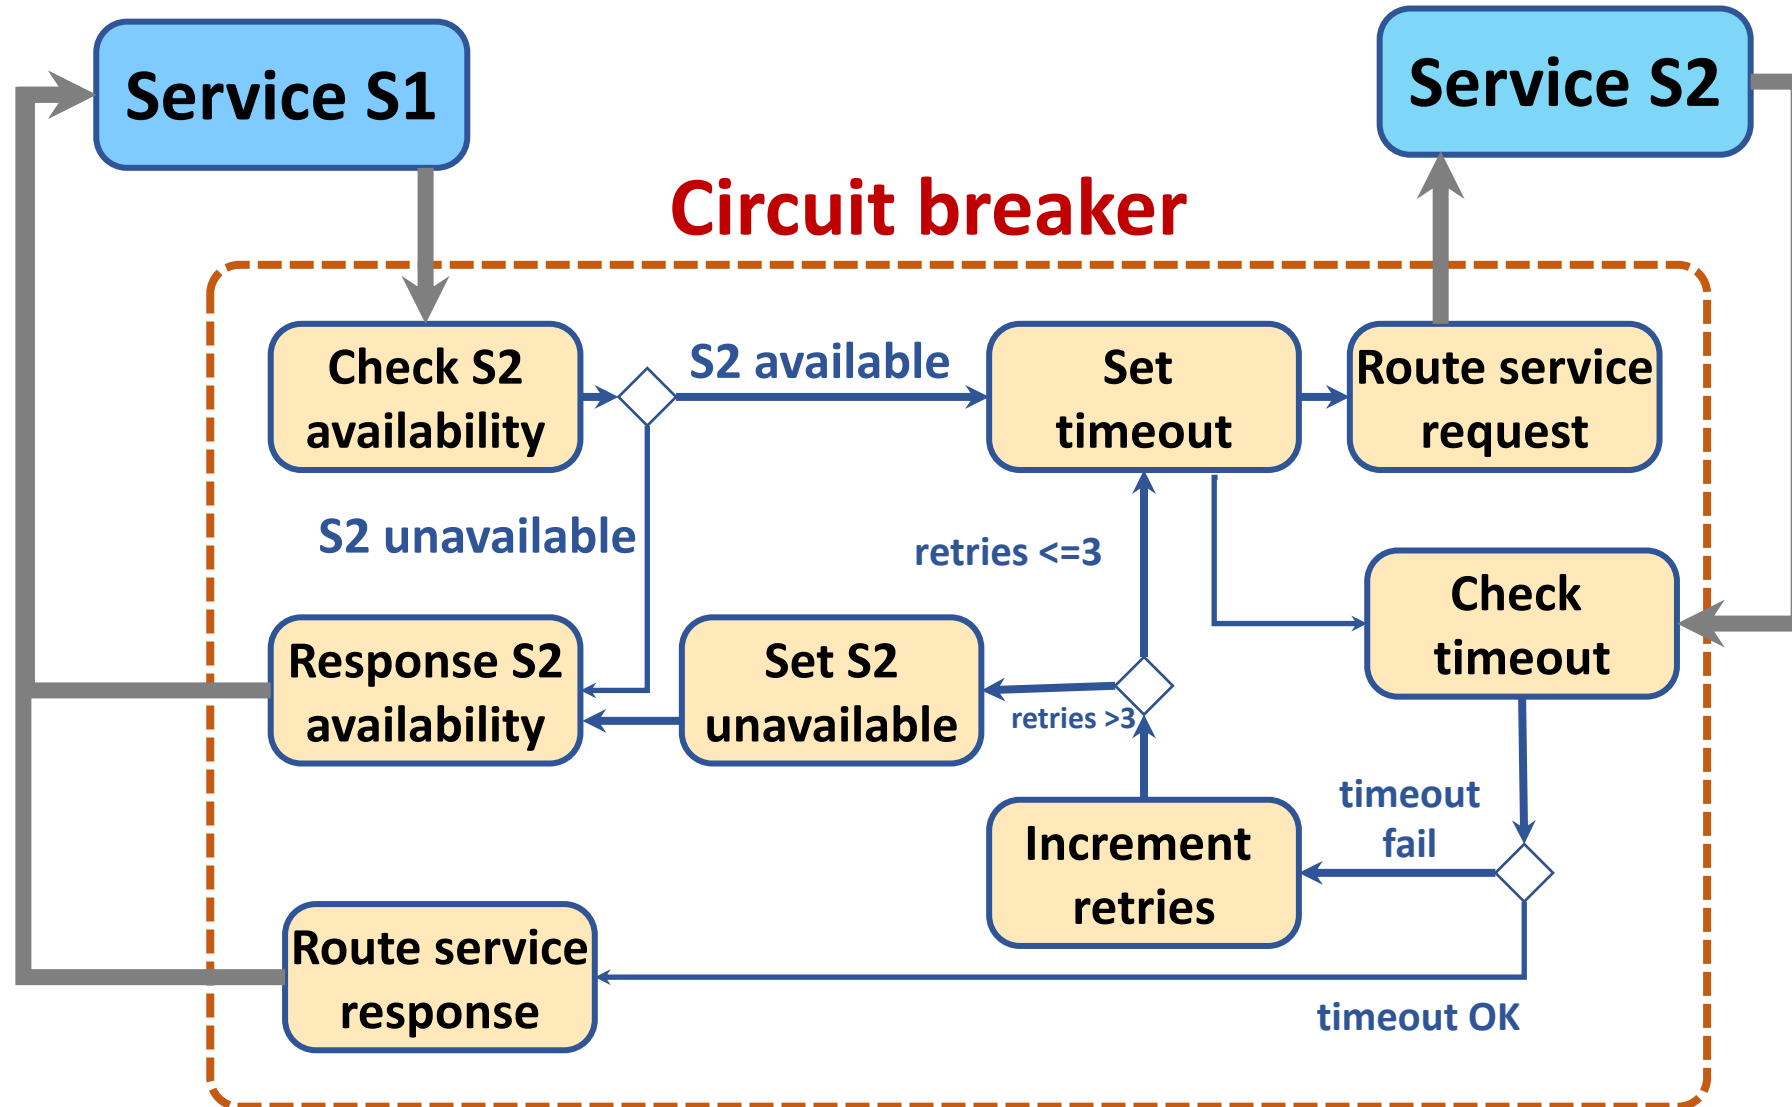 Service S1
Service S2
Circuit breaker
Check S2
availability
S2 available
Set
timeout
Route service
request
S2 unavailable
retries <=3
Check
timeout
Response S2
availability
Set S2
unavailable
retries >3
timeout
fail
Increment
retries
Route service
response
timeout OK